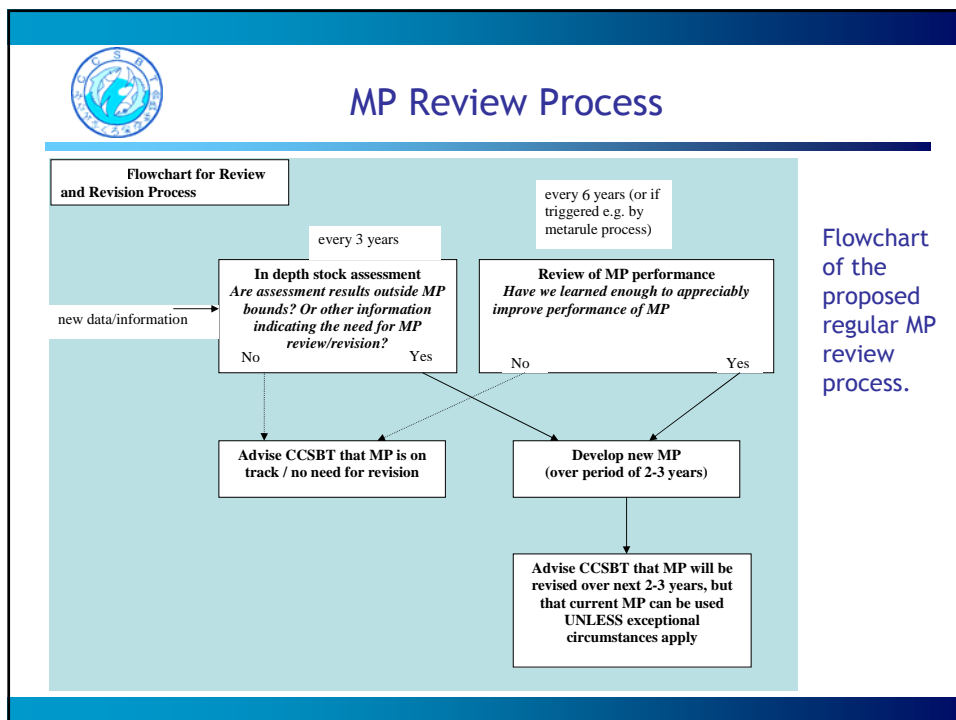 CCSBT
MP Review Process
Flowchart for Review
and Revision Process
every 3 years
every 6 years (or if
triggered e.g. by
metarule process)
new data/information
In depth stock assessment
Are assessment results outside MP
bounds? Or other information
indicating the need for MP
review/revision?
No
Yes
Review of MP performance
Have we learned enough to appreciably
improve performance of MP
No
Yes
Advise CCSBT that MP is on
track / no need for revision
Develop new MP
(over period of 2-3 years)
Advise CCSBT that MP will be
revised over next 2-3 years, but
that current MP can be used
UNLESS exceptional
circumstances apply
Flowchart
of the
proposed
regular MP
review
process.